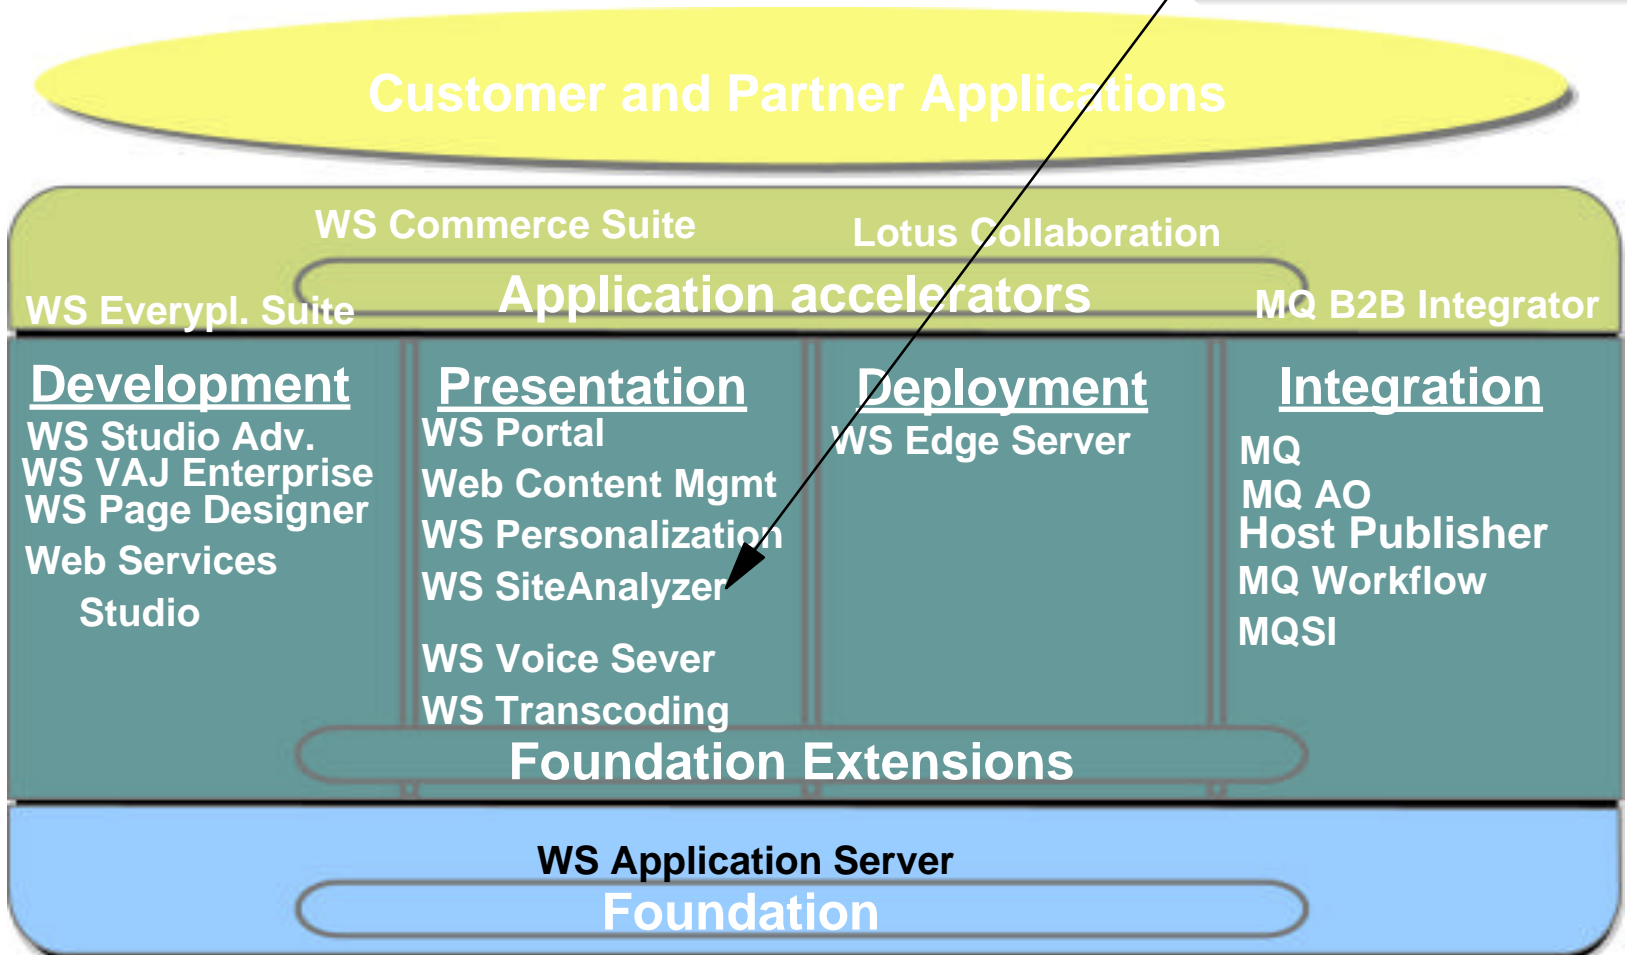 Customer and Partner Applications
WS Commerce Suite
Lotus Collaboration
Application accelerators
WS Everypl. Suite
MQ B2B Integrator
Development
WS Studio Adv.
WS VAJ Enterprise
WS Page Designer
Web Services
Studio
Presentation
WS Portal
Web Content Mgmt
WS Personalization
WS SiteAnalyzer
WS Voice Sever
WS Transcoding
Deployment
WS Edge Server
Integration
MQ
MQ AO
Host Publisher
MQ Workflow
MQSI
Foundation Extensions
WS Application Server
Foundation